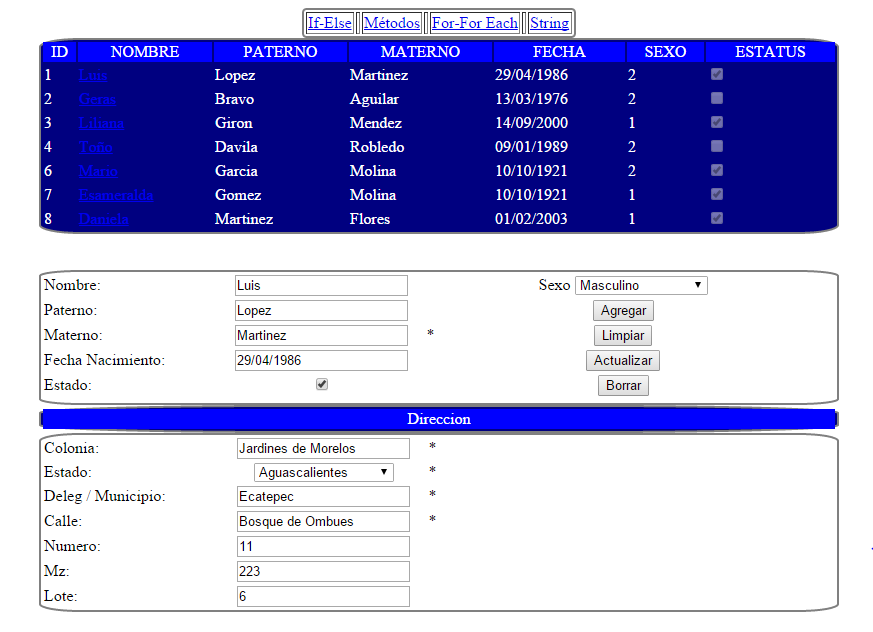 If-Else Métodos For-For Each String
ID NOMBRE PATERNO MATERNO FECHA SEXO ESTATUS
1 Luis Lopez Martinez 29/04/1986 2
2 Geras Bravo Aguilar 13/03/1976 2
3 Liliana Giron Mendez 14/09/2000 1
4 Toño Davila Robledo 09/01/1989 2
6 Mario Garcia Molina 10/10/1921 2
7 Esmeralda Gomez Molina 10/10/1921 1
8 Daniela Martinez Flores 01/02/2003 1
Nombre: Luis Sexo Masculino
Paterno: Lopez Agregar
Materno: Martinez * Limpiar
Fecha Nacimiento: 29/04/1986 Actualizar
Estado: Borrar
Direccion
Colonia: Jardines de Morelos *
Estado: Aguascalientes *
Deleg / Municipio: Ecatepec *
Calle: Bosque de Ombues *
Numero: 11
Mz: 223
Lote: 6